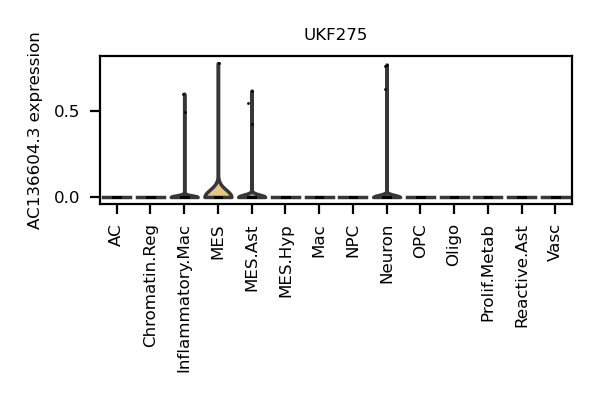 UKF275
AC136604.3 expression
0.5
0.0
AC
Chromatin.Reg
Inflammatory.Mac
MES
MES.Ast
MES.Hyp
Mac
NPC
Neuron
OPC
Oligo
Prolif.Metab
Reactive.Ast
Vasc